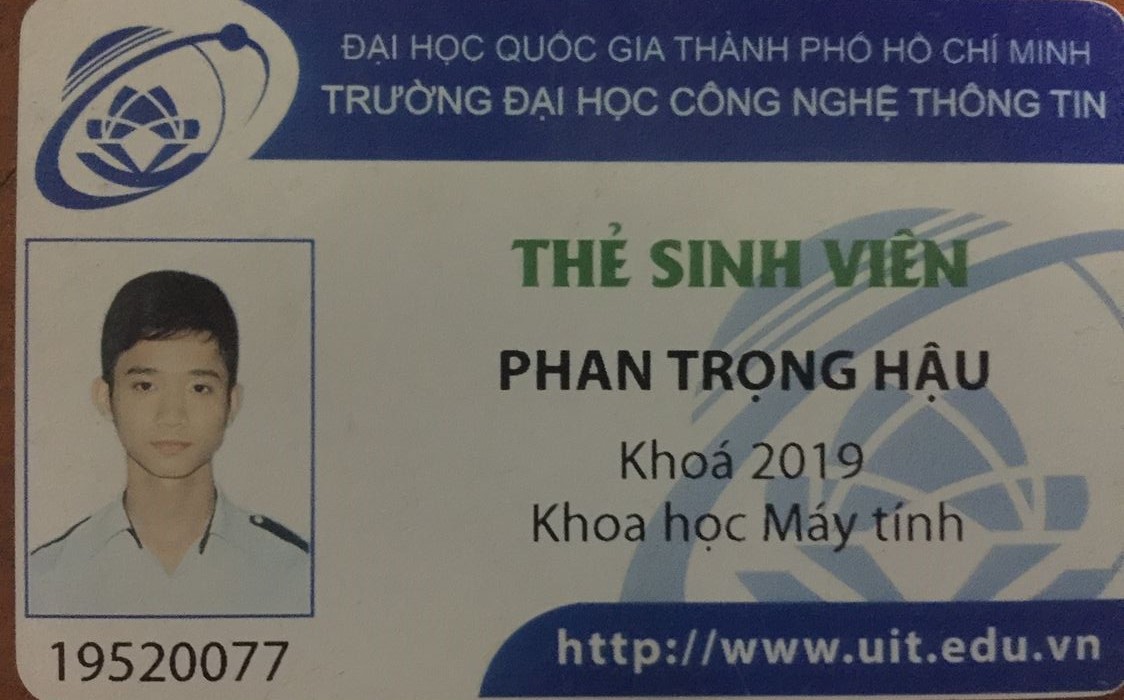 ĐẠI HỌC QUỐC GIA THÀNH PHỐ HỒ CHÍ MINH
TRƯỜNG ĐẠI HỌC CÔNG NGHỆ THÔNG TIN
THẺ SINH VIÊN
PHAN TRỌNG HẬU
Khoá 2019
Khoa học Máy tính
19520077
http://www.uit.edu.vn